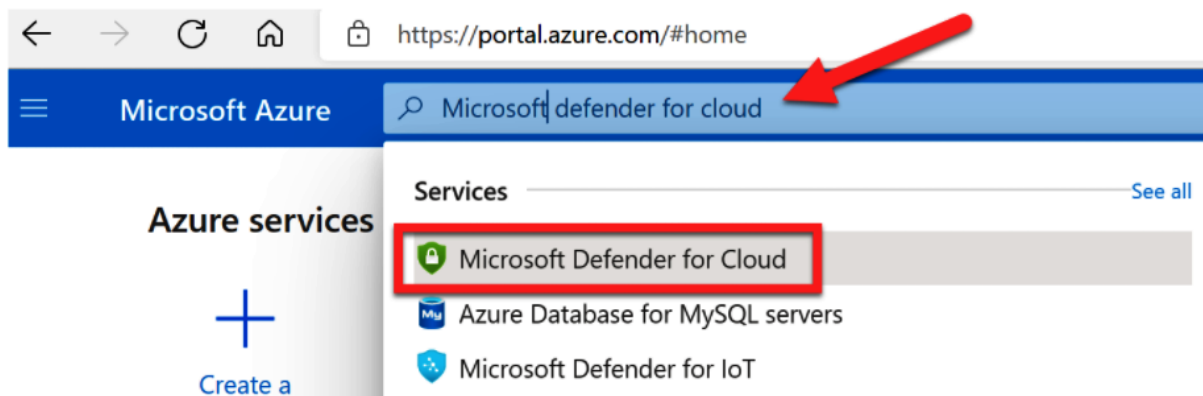 https://portal.azure.com/#home
Microsoft Azure
Microsoft defender for cloud
Services
See all
Azure services
Microsoft Defender for Cloud
My
Azure Database for MySQL servers
Microsoft Defender for IoT
Create a